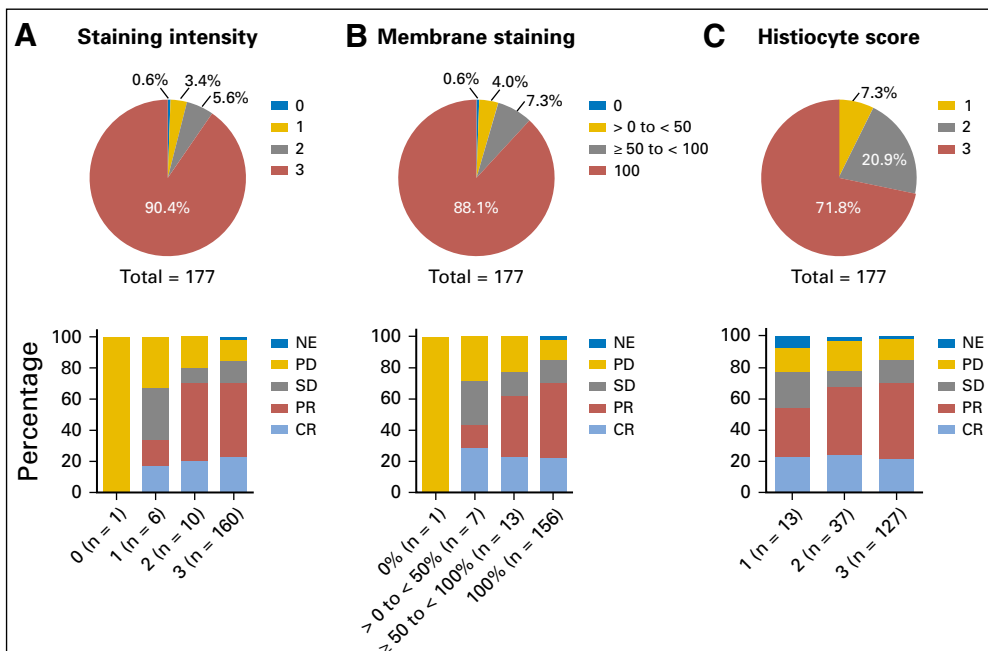 A Staining intensity
0.6%
3.4%
5.6%
90.4%
0
1
2
3
Total = 177
B Membrane staining
0.6%
4.0%
7.3%
88.1%
0
> 0 to < 50
≥ 50 to < 100
100
Total = 177
C Histiocyte score
7.3%
20.9%
71.8%
1
2
3
Total = 177
Percentage
100
80
60
40
20
0
0 (n = 1)
1 (n = 6)
2 (n = 10)
3 (n = 160)
NE
PD
SD
PR
CR
100
80
60
40
20
0
0% (n = 1)
> 0 to < 50% (n = 7)
≥ 50 to < 100% (n = 13)
100% (n = 156)
NE
PD
SD
PR
CR
100
80
60
40
20
0
1 (n = 13)
2 (n = 37)
3 (n = 127)
NE
PD
SD
PR
CR